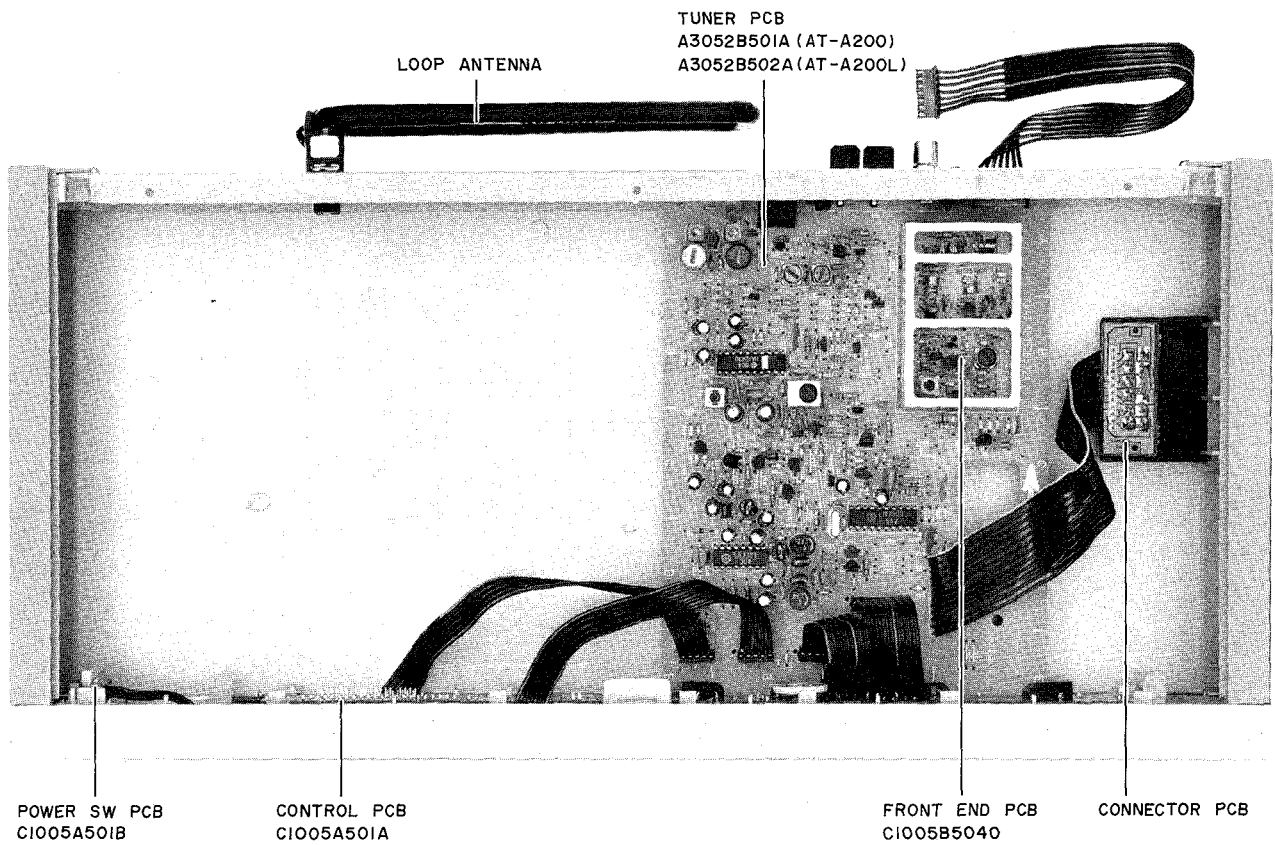 TUNER PCB
A3052B501A (AT-A200)
A3052B502A (AT-A200L)
LOOP ANTENNA
POWER SW PCB
C1005A501B
CONTROL PCB
C1005A501A
FRONT END PCB
C1005B5040
CONNECTOR PCB